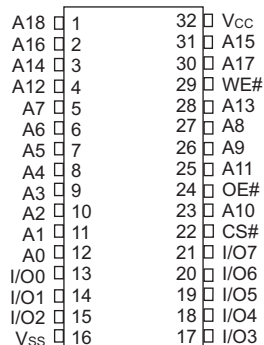 A18 1 32 Vcc
A16 2 31 A15
A14 3 30 A17
A12 4 29 WE#
A7 5 28 A13
A6 6 27 A8
A5 7 26 A9
A4 8 25 A11
A3 9 24 OE#
A2 10 23 A10
A1 11 22 CS#
A0 12 21 I/O7
I/O0 13 20 I/O6
I/O1 14 19 I/O5
I/O2 15 18 I/O4
Vss 16 17 I/O3